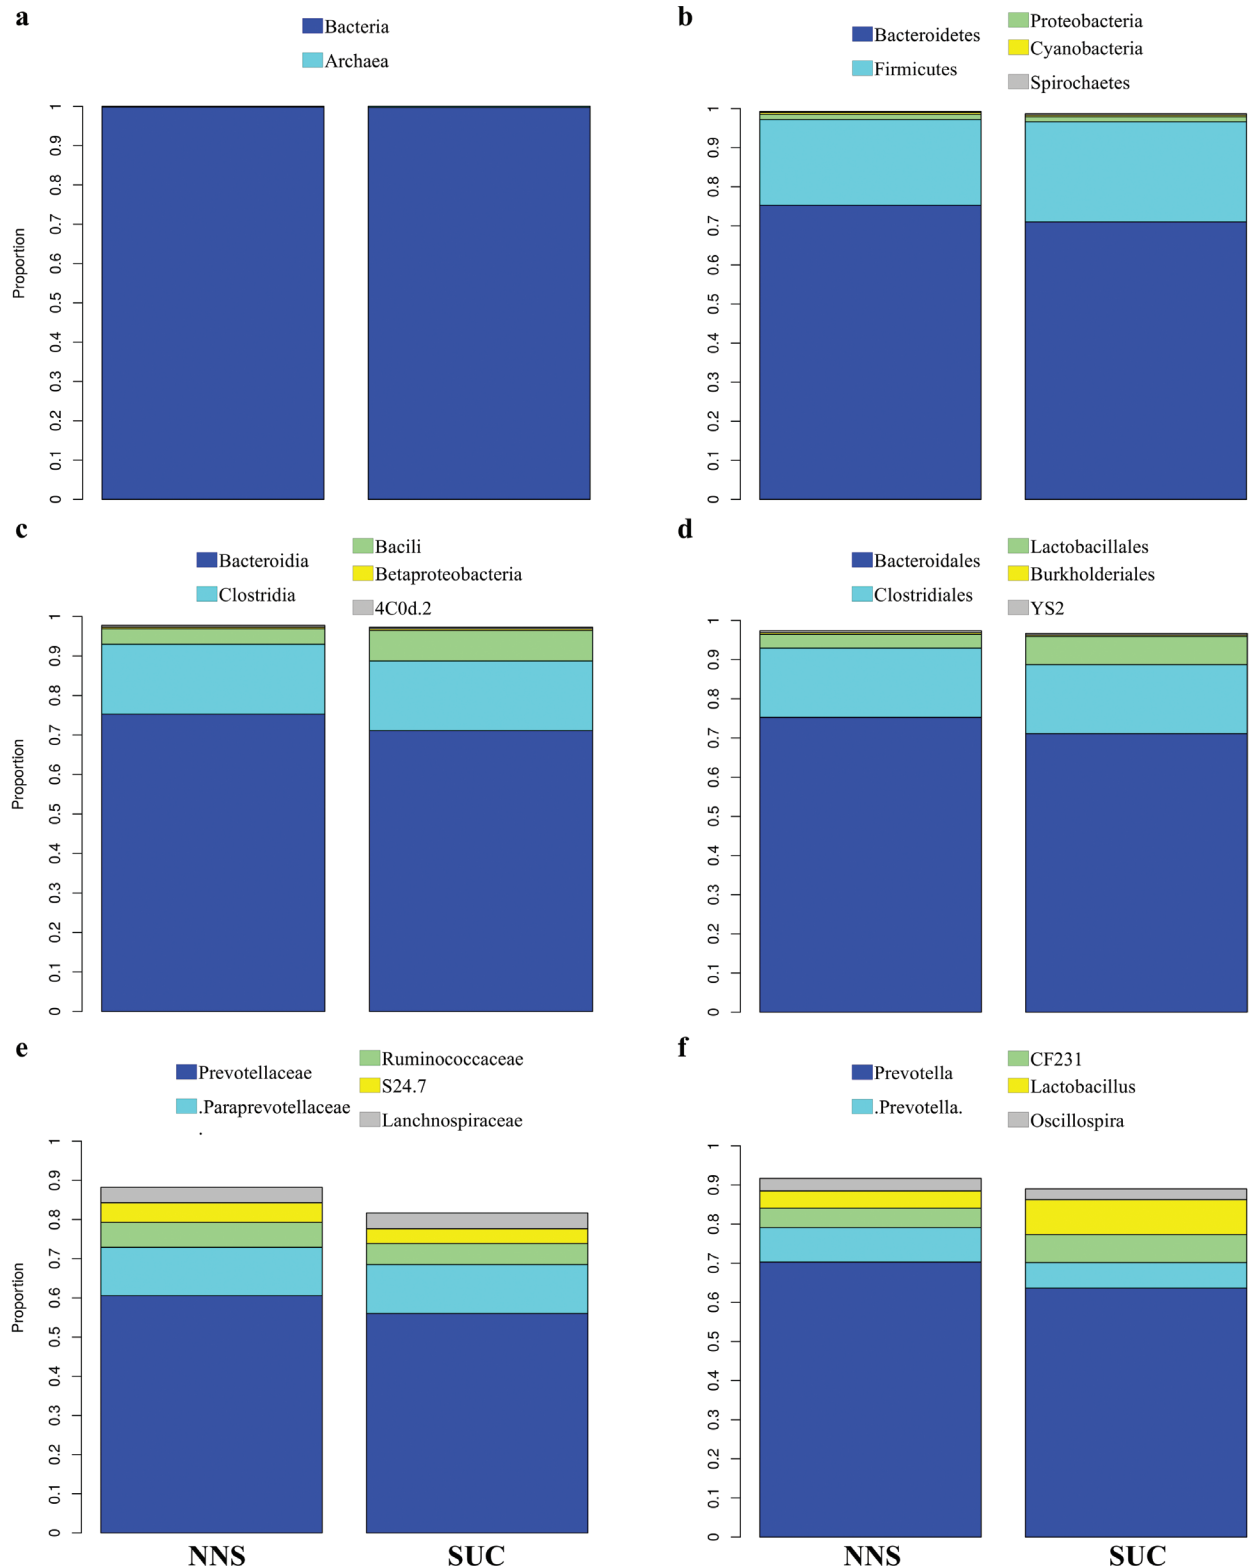 a
Bacteria
Archaea
Proportion
1
0.9
0.8
0.7
0.6
0.5
0.4
0.3
0.2
0.1
0
b
Bacteroidetes
Firmicutes
Proteobacteria
Cyanobacteria
Spirochaetes
1
0.9
0.8
0.7
0.6
0.5
0.4
0.3
0.2
0.1
0
c
Bacteroidia
Clostridia
Bacili
Betaproteobacteria
4C0d.2
Proportion
1
0.9
0.8
0.7
0.6
0.5
0.4
0.3
0.2
0.1
0
d
Bacteroidales
Clostridiales
Lactobacillales
Burkholderiales
YS2
1
0.9
0.8
0.7
0.6
0.5
0.4
0.3
0.2
0.1
0
e
Prevotellaceae
.Paraprevotellaceae
.
Ruminococcaceae
S24.7
Lanchnospiraceae
Proportion
1
0.9
0.8
0.7
0.6
0.5
0.4
0.3
0.2
0.1
0
NNS SUC
f
Prevotella
.Prevotella.
CF231
Lactobacillus
Oscillospira
1
0.9
0.8
0.7
0.6
0.5
0.4
0.3
0.2
0.1
0
NNS SUC